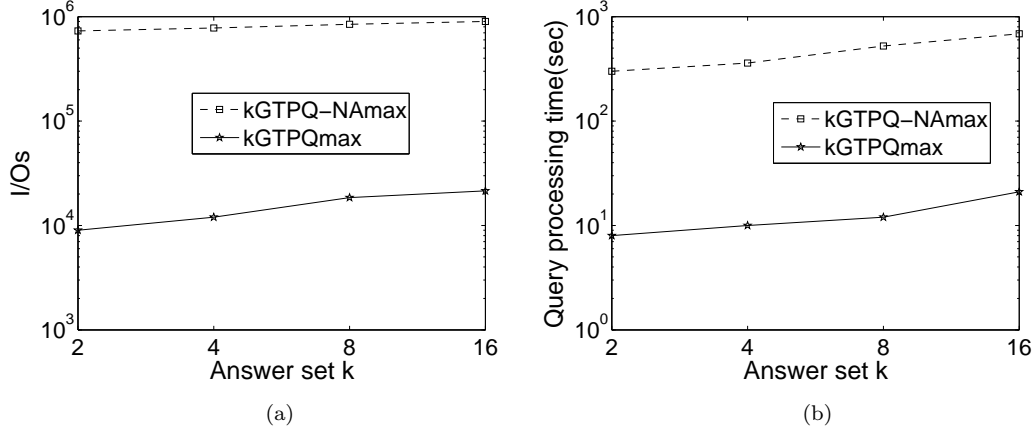 10^6
10^5
10^4
10^3
I/Os
kGTPQ-NAmax
kGTPQmax
2 4 8 16
Answer set k
(a)
10^3
10^2
10^1
10^0
Query processing time(sec)
kGTPQ-NAmax
kGTPQmax
2 4 8 16
Answer set k
(b)